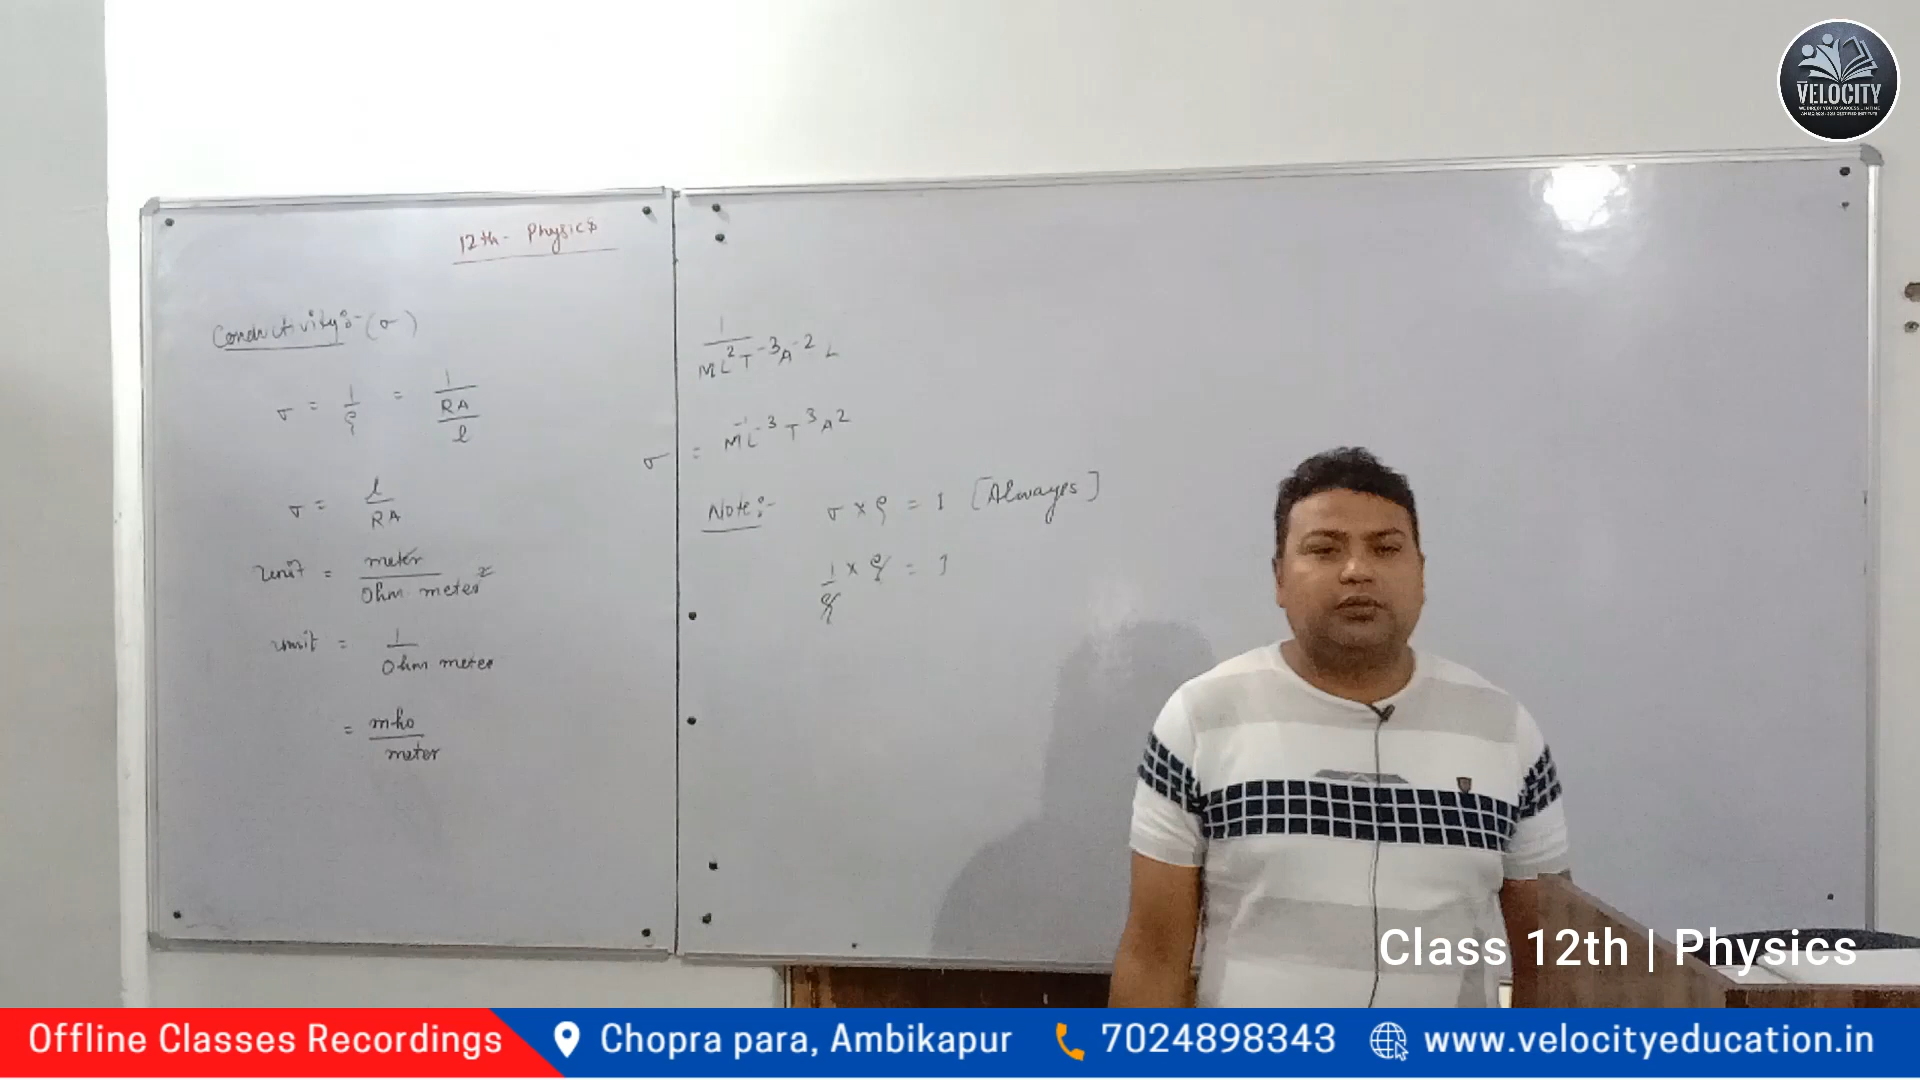 VELOCITY
12th- Physics
Conductivity:- (σ)
σ = 1/ρ = 1/(RA/l)
σ = l/RA
unit = meter/Ohm meter²
unit = 1/Ohm meter
= mho/meter
1/ML²T⁻³A⁻² L
σ = M⁻¹L⁻³T³A²
Note:- σ × ρ = 1 [Alwayes]
1/ρ × ρ = 1
Class 12th | Physics
Offline Classes Recordings
Chopra para, Ambikapur
7024898343
www.velocityeducation.in